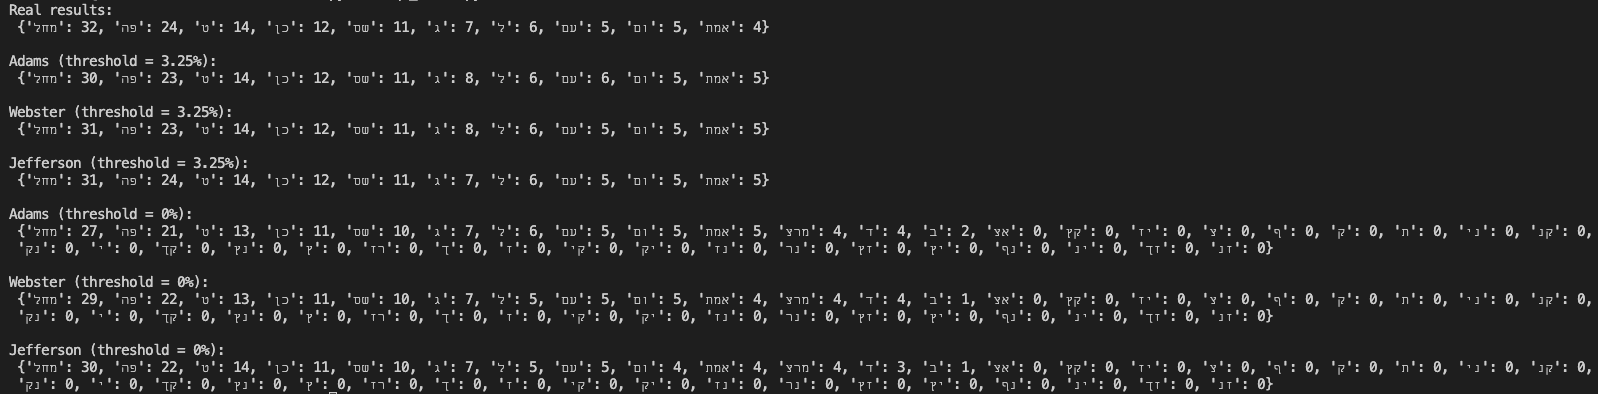 Real results:
{'מחל': 32, 'פה': 24, 'ט': 14, 'כן': 12, 'שס': 11, 'ג': 7, 'ל': 6, 'עם': 5, 'ום': 5, 'אמת': 4}
Adams (threshold = 3.25%):
{'מחל': 30, 'פה': 23, 'ט': 14, 'כן': 12, 'שס': 11, 'ג': 8, 'ל': 6, 'עם': 6, 'ום': 5, 'אמת': 5}
Webster (threshold = 3.25%):
{'מחל': 31, 'פה': 23, 'ט': 14, 'כן': 12, 'שס': 11, 'ג': 8, 'ל': 6, 'עם': 5, 'ום': 5, 'אמת': 5}
Jefferson (threshold = 3.25%):
{'מחל': 31, 'פה': 24, 'ט': 14, 'כן': 12, 'שס': 11, 'ג': 7, 'ל': 6, 'עם': 5, 'ום': 5, 'אמת': 5}
Adams (threshold = 0%):
{'מחל': 27, 'פה': 21, 'ט': 13, 'כן': 11, 'שס': 10, 'ג': 7, 'ל': 6, 'עם': 5, 'ום': 5, 'אמת': 5, 'מרצ': 4, 'ד': 4, 'ב': 2, 'אצ': 0, 'קץ': 0, 'יז': 0, 'צ': 0, 'ף': 0, 'ק': 0, 'ת': 0, 'ני': 0, 'קנ': 0,
'נק': 0, 'י': 0, 'קך': 0, 'נץ': 0, 'ץ': 0, 'רז': 0, 'ך': 0, 'ז': 0, 'קי': 0, 'יק': 0, 'נז': 0, 'נר': 0, 'זץ': 0, 'יץ': 0, 'נף': 0, 'ינ': 0, 'זך': 0, 'זנ': 0}
Webster (threshold = 0%):
{'מחל': 29, 'פה': 22, 'ט': 13, 'כן': 11, 'שס': 10, 'ג': 7, 'ל': 5, 'עם': 5, 'ום': 5, 'אמת': 4, 'מרצ': 4, 'ד': 4, 'ב': 1, 'אצ': 0, 'קץ': 0, 'יז': 0, 'צ': 0, 'ף': 0, 'ק': 0, 'ת': 0, 'ני': 0, 'קנ': 0,
'נק': 0, 'י': 0, 'קך': 0, 'נץ': 0, 'ץ': 0, 'רז': 0, 'ך': 0, 'ז': 0, 'קי': 0, 'יק': 0, 'נז': 0, 'נר': 0, 'זץ': 0, 'יץ': 0, 'נף': 0, 'ינ': 0, 'זך': 0, 'זנ': 0}
Jefferson (threshold = 0%):
{'מחל': 30, 'פה': 22, 'ט': 14, 'כן': 11, 'שס': 10, 'ג': 7, 'ל': 5, 'עם': 5, 'ום': 4, 'אמת': 4, 'מרצ': 4, 'ד': 3, 'ב': 1, 'אצ': 0, 'קץ': 0, 'יז': 0, 'צ': 0, 'ף': 0, 'ק': 0, 'ת': 0, 'ני': 0, 'קנ': 0,
'נק': 0, 'י': 0, 'קך': 0, 'נץ': 0, 'ץ': 0, 'רז': 0, 'ך': 0, 'ז': 0, 'קי': 0, 'יק': 0, 'נז': 0, 'נר': 0, 'זץ': 0, 'יץ': 0, 'נף': 0, 'ינ': 0, 'זך': 0, 'זנ': 0}